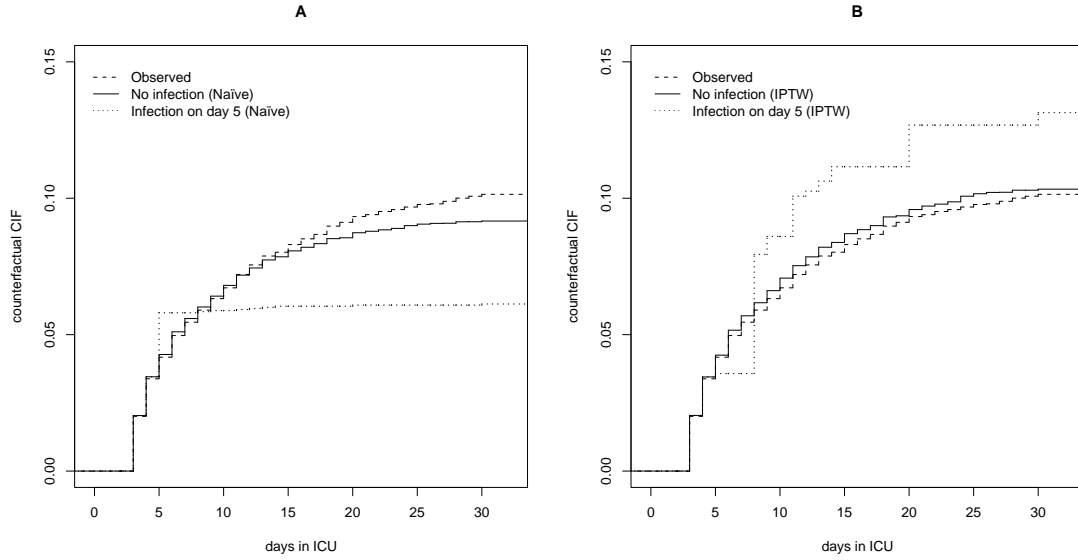 A
0.15
0.10
0.05
0.00
counterfactual CIF
Observed
No infection (Naïve)
Infection on day 5 (Naïve)
0 5 10 15 20 25 30
days in ICU
B
0.15
0.10
0.05
0.00
counterfactual CIF
Observed
No infection (IPTW)
Infection on day 5 (IPTW)
0 5 10 15 20 25 30
days in ICU